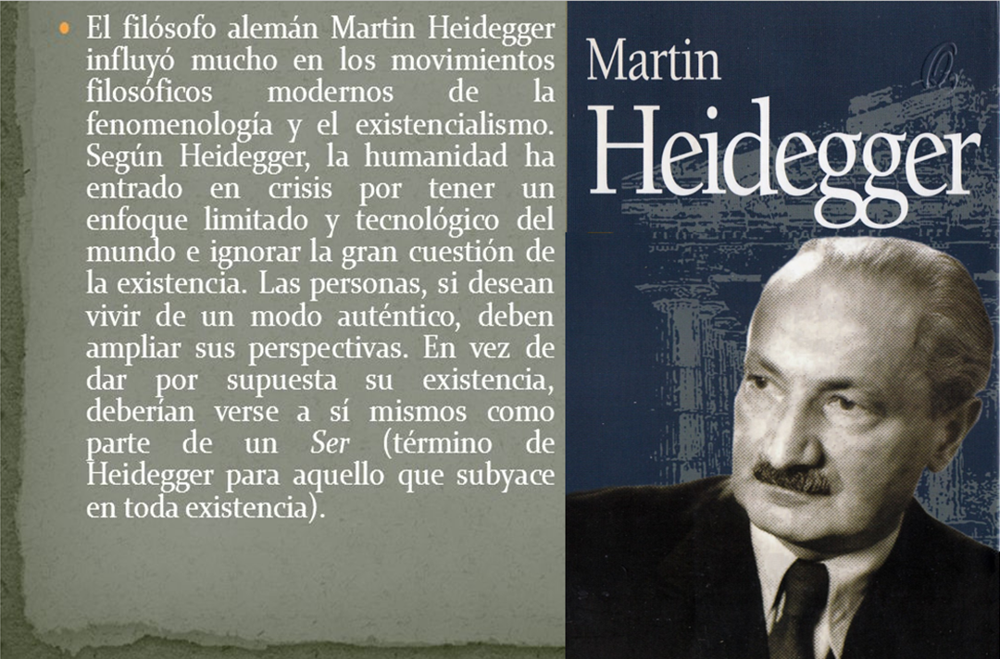 • El filósofo alemán Martin Heidegger
influyó mucho en los movimientos
filosóficos modernos de la
fenomenología y el existencialismo.
Según Heidegger, la humanidad ha
entrado en crisis por tener un
enfoque limitado y tecnológico del
mundo e ignorar la gran cuestión de
la existencia. Las personas, si desean
vivir de un modo auténtico, deben
ampliar sus perspectivas. En vez de
dar por supuesta su existencia,
deberían verse a sí mismos como
parte de un Ser (término de
Heidegger para aquello que subyace
en toda existencia).
Martin
Heidegger